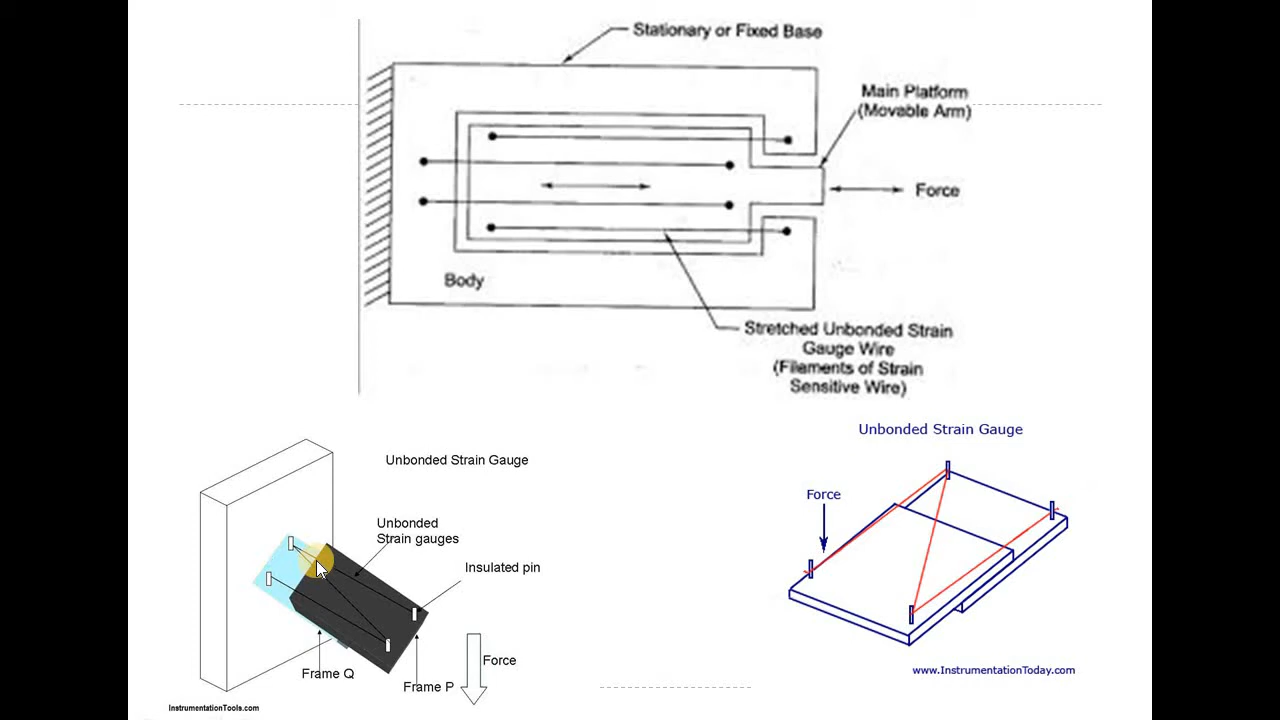 Stationary or Fixed Base
Main Platform
(Movable Arm)
Force
Body
Stretched Unbonded Strain
Gauge Wire
(Filaments of Strain
Sensitive Wire)
Unbonded Strain Gauge
Unbonded
Strain gauges
Insulated pin
Force
Frame Q
Frame P
InstrumentationTools.com
Unbonded Strain Gauge
Force
www.InstrumentationToday.com